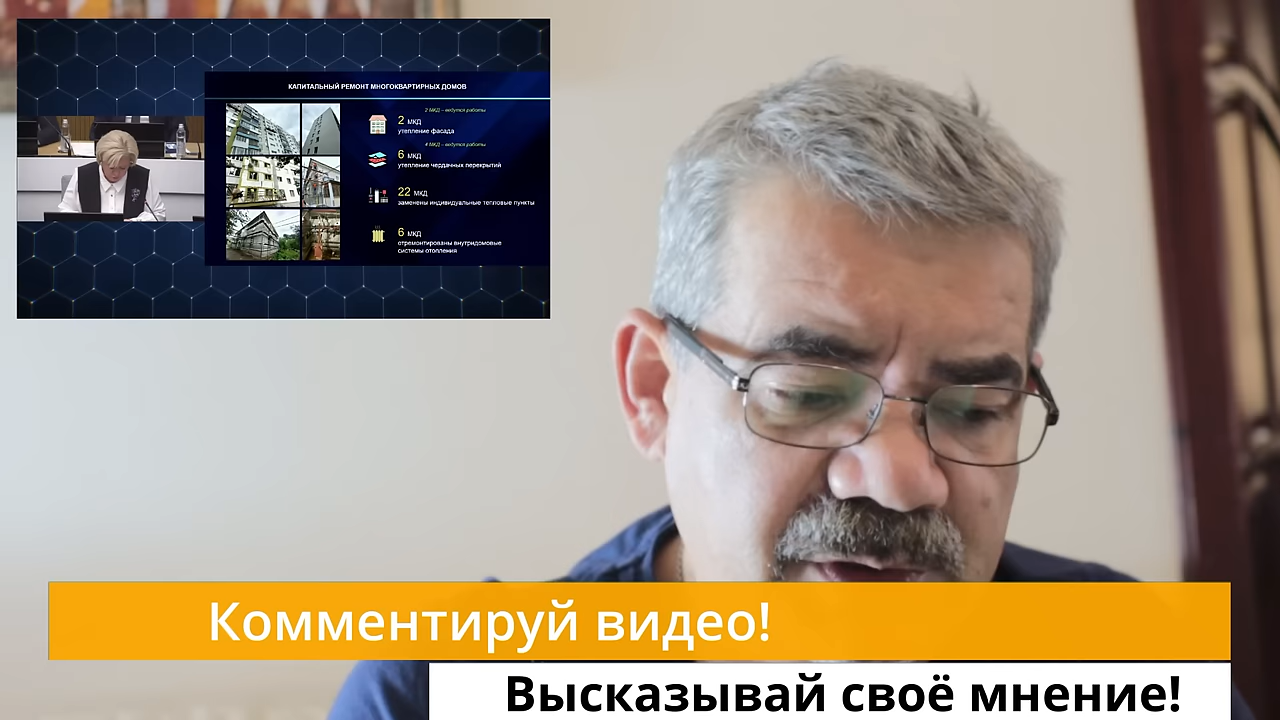 КАПИТАЛЬНЫЙ РЕМОНТ МНОГОКВАРТИРНЫХ ДОМОВ
2 МКД – ведутся работы
2 МКД
утепление фасада
4 МКД – ведутся работы
6 МКД
утепление чердачных перекрытий
22 МКД
заменены индивидуальные тепловые пункты
6 МКД
отремонтированы внутридомовые
системы отопления
Комментируй видео!
Высказывай своё мнение!